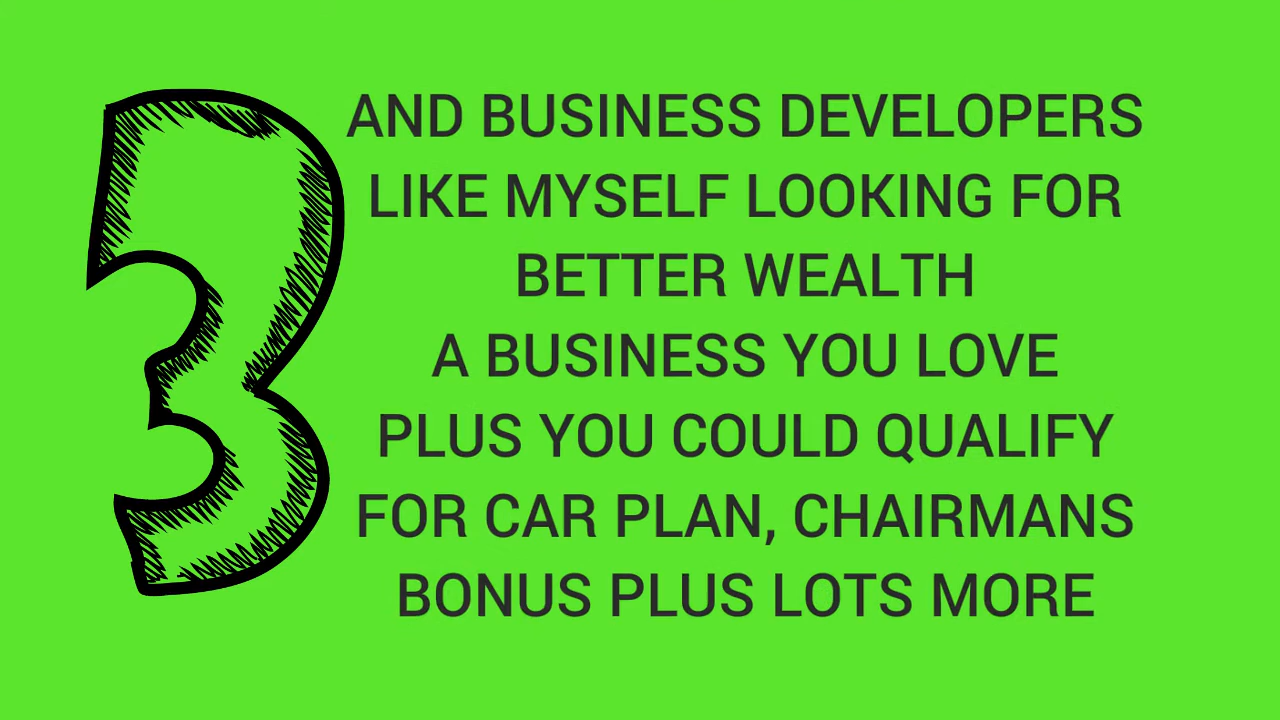 3
AND BUSINESS DEVELOPERS
LIKE MYSELF LOOKING FOR
BETTER WEALTH
A BUSINESS YOU LOVE
PLUS YOU COULD QUALIFY
FOR CAR PLAN, CHAIRMANS
BONUS PLUS LOTS MORE